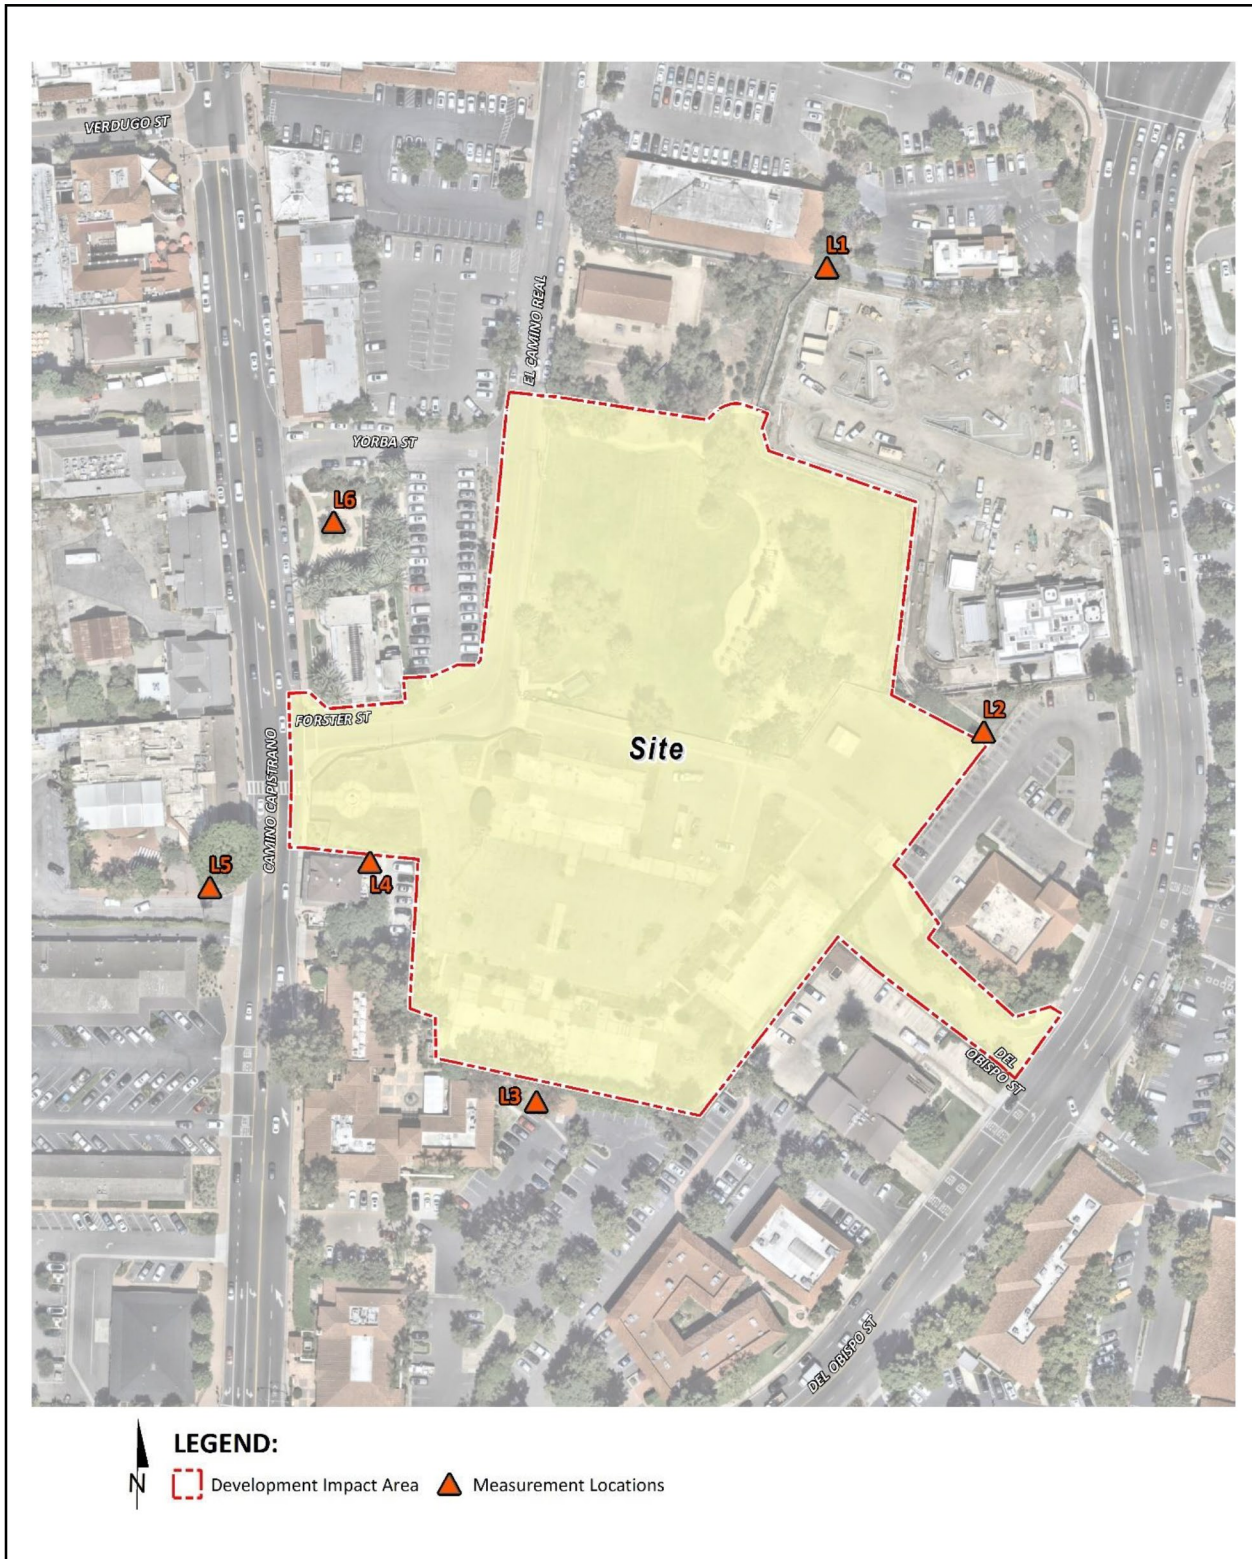 VERDUGO ST
L1
EL CAMINO REAL
YORBA ST
L6
L2
FORSTER ST
Site
CAMINO CAPISTRANO
L5
L4
DEL
OBISPO ST
L3
DEL OBISPO ST
N
LEGEND:
Development Impact Area
Measurement Locations